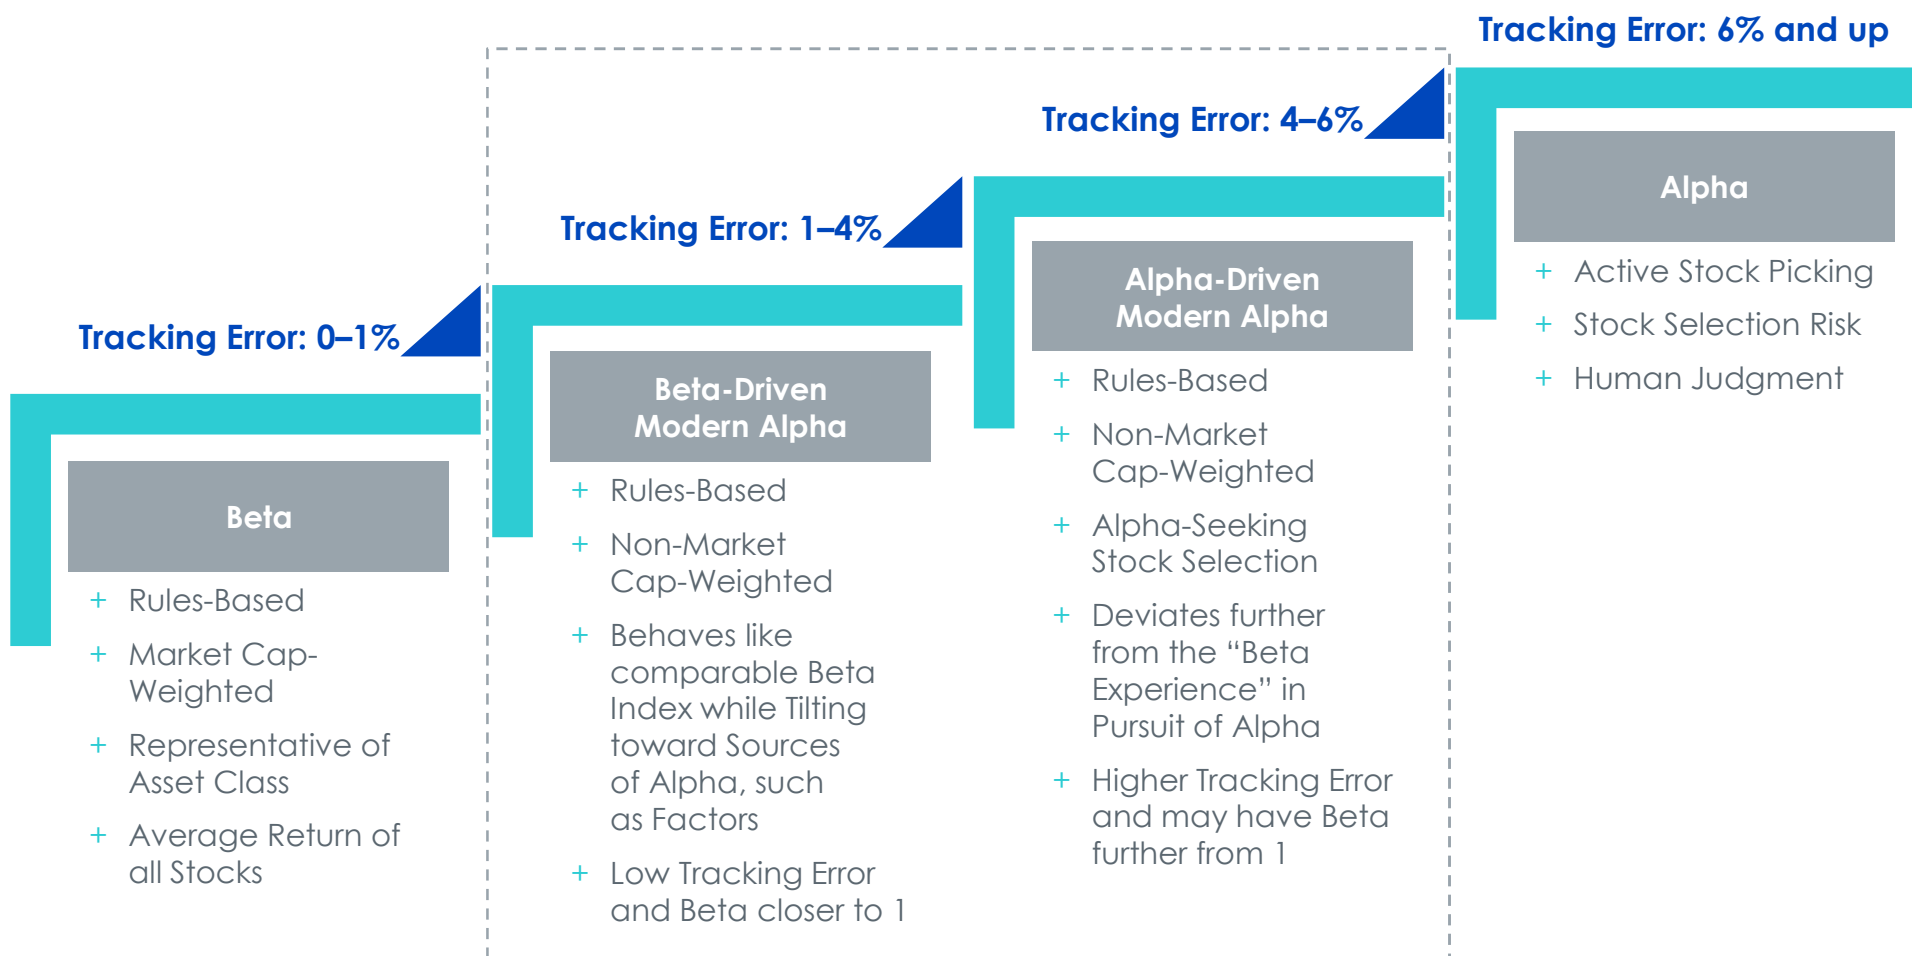 Tracking Error: 0–1%
Beta
+ Rules-Based
+ Market Cap-
Weighted
+ Representative of
Asset Class
+ Average Return of
all Stocks
Tracking Error: 1–4%
Beta-Driven
Modern Alpha
+ Rules-Based
+ Non-Market
Cap-Weighted
+ Behaves like
comparable Beta
Index while Tilting
toward Sources
of Alpha, such
as Factors
+ Low Tracking Error
and Beta closer to 1
Tracking Error: 4–6%
Alpha-Driven
Modern Alpha
+ Rules-Based
+ Non-Market
Cap-Weighted
+ Alpha-Seeking
Stock Selection
+ Deviates further
from the “Beta
Experience” in
Pursuit of Alpha
+ Higher Tracking Error
and may have Beta
further from 1
Tracking Error: 6% and up
Alpha
+ Active Stock Picking
+ Stock Selection Risk
+ Human Judgment